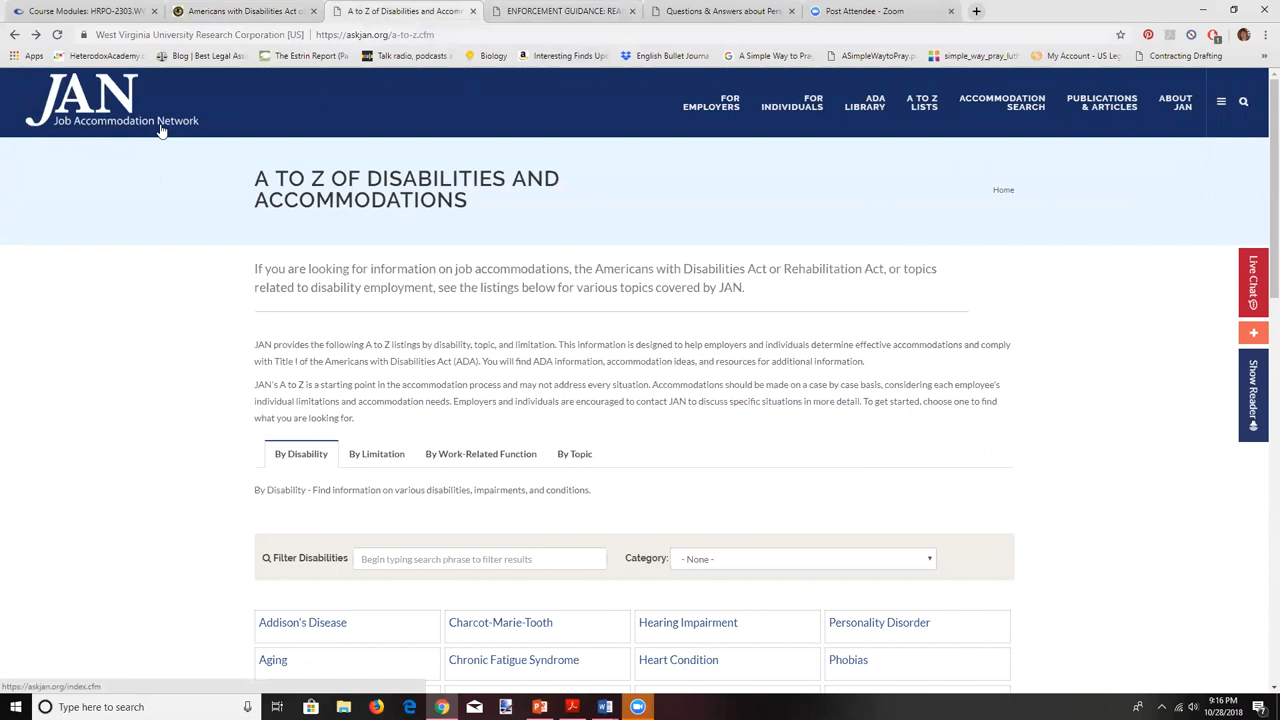 Course Modules: HRPO-2303.WV
Americans with Disabilities Act o
A to Z of Disabilities and Accom
EMPLOYERS' GUIDANCE: REA
Questions & Answers about
Types of Disabilities
West Virginia University Research Corporation [US] | https://askjan.org/a-to-z.cfm
Apps
HeterodoxAcademy.
Blog | Best Legal Assi
The Estrin Report (Pa
Talk radio, podcasts
Biology
Interesting Finds Upd
Excellent English Gra
A Simple Way to Pray.
ASimpleWayToPray.
simple_way_to_pray.
My Account - US Cou
Contract Drafting
JAN
Job Accommodation Network
FOR EMPLOYERS
FOR INDIVIDUALS
ADA LIBRARY
A TO Z LISTS
ACCOMMODATION SEARCH
PUBLICATIONS & ARTICLES
ABOUT JAN
A TO Z OF DISABILITIES AND
ACCOMMODATIONS
Home
If you are looking for information on job accommodations, the Americans with Disabilities Act or Rehabilitation Act, or topics
related to disability employment, see the listings below for various topics covered by JAN.
JAN provides the following A to Z listings by disability, topic, and limitation. This information is designed to help employers and individuals determine effective accommodations and comply
with Title I of the Americans with Disabilities Act (ADA). You will find ADA information, accommodation ideas, and resources for additional information.
JAN's A to Z is a starting point in the accommodation process and may not address every situation. Accommodations should be made on a case by case basis, considering each employee's
individual limitations and accommodation needs. Employers and individuals are encouraged to contact JAN to discuss specific situations in more detail. To get started, choose one to find
what you are looking for.
By Disability
By Limitation
By Work-Related Function
By Topic
By Disability - Find information on various disabilities, impairments, and conditions.
Filter Disabilities
Begin typing search phrase to filter results
Category:
- None -
Addison's Disease
Charcot-Marie-Tooth
Hearing Impairment
Personality Disorder
Aging
Chronic Fatigue Syndrome
Heart Condition
Phobias
Live Chat
Show Reader
https://askjan.org/index.cfm
Type here to search
9:16 PM
10/28/2018